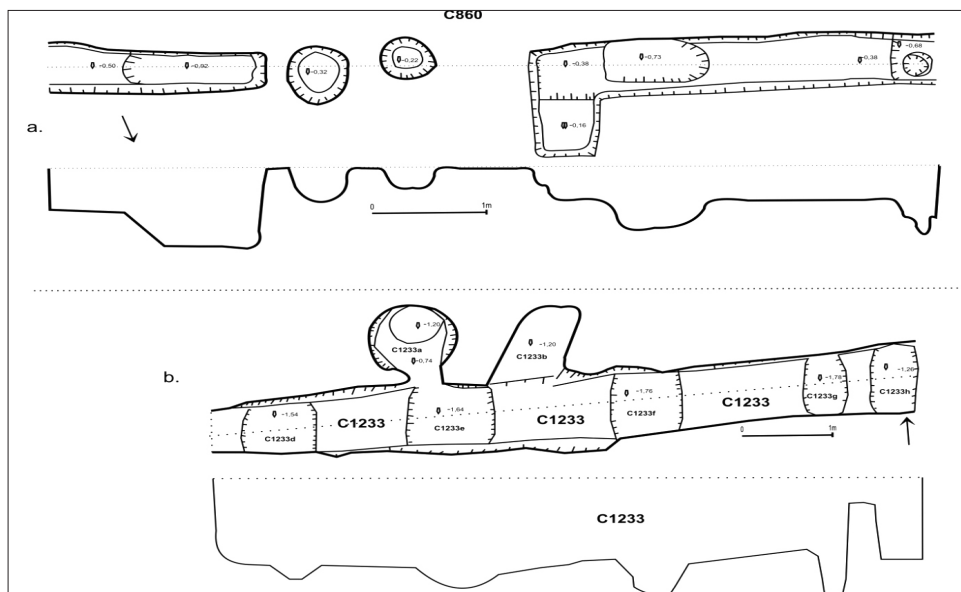 C860
-0,50
-0,92
-0,32
-0,22
-0,38
-0,73
-0,38
-0,68
-0,16
a.
0 1m
b.
-1,20
C1233a
-0,74
-1,20
C1233b
-1,54
C1233d
C1233
-1,64
C1233e
C1233
-1,76
C1233f
C1233
-1,78
C1233g
-1,26
C1233h
0 1m
C1233